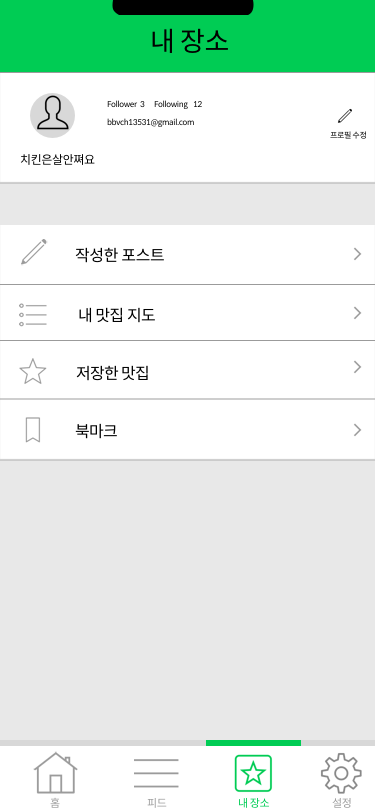 내 장소
Follower 3 Following 12
bbvch13531@gmail.com
프로필 수정
치킨은살안쪄요
작성한 포스트
내 맛집 지도
저장한 맛집
북마크
홈 피드 내 장소 설정